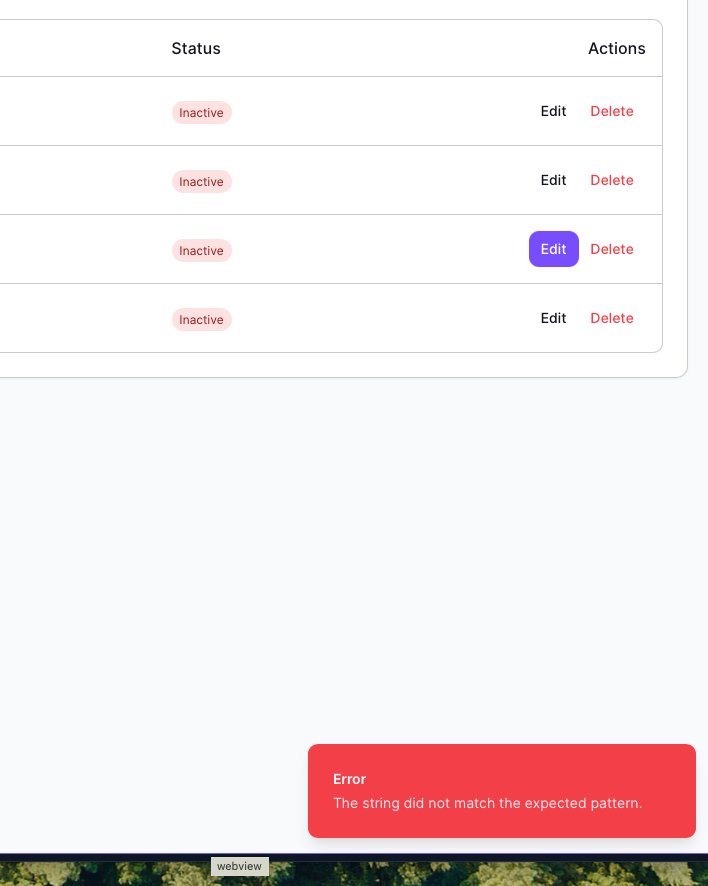 Status Actions
Inactive Edit Delete
Inactive Edit Delete
Inactive Edit Delete
Inactive Edit Delete
Error
The string did not match the expected pattern.
webview